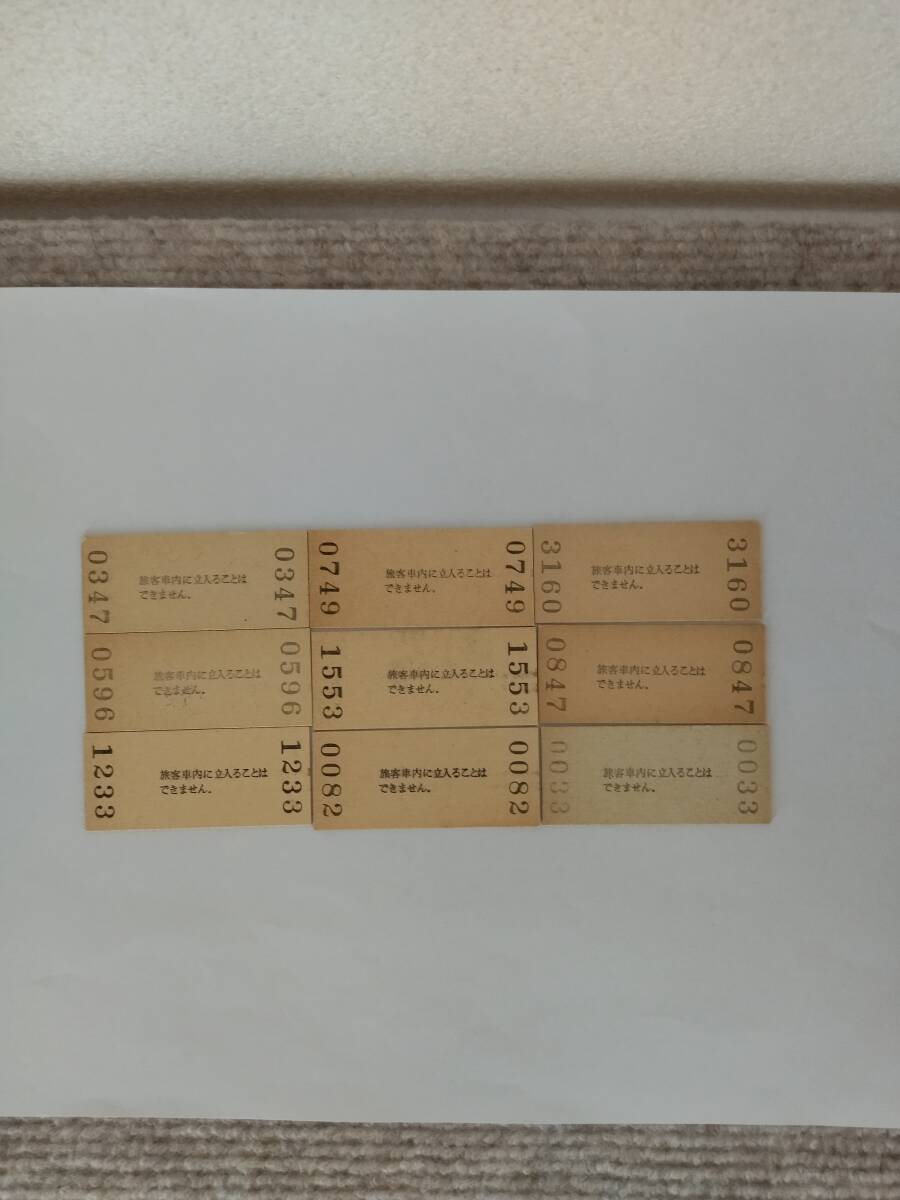 0347
旅客車内に立入ることは
できません。
0347
0749
旅客車内に立入ることは
できません。
0749
3160
旅客車内に立入ることは
できません。
3160
0596
旅客車内に立入ることは
できません。
0596
1553
旅客車内に立入ることは
できません。
1553
0847
旅客車内に立入ることは
できません。
0847
1233
旅客車内に立入ることは
できません。
1233
0082
旅客車内に立入ることは
できません。
0082
0033
旅客車内に立入ることは
できません。
0033